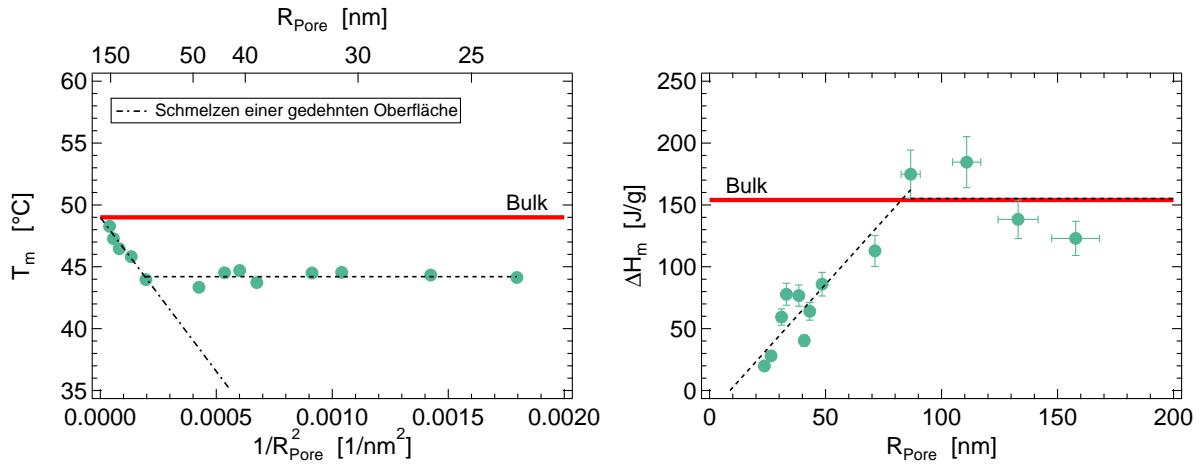 R_Pore [nm]
150 50 40 30 25
60
55
50
45
40
35
T_m [°C]
Schmelzen einer gedehnten Oberfläche
Bulk
0.0000 0.0005 0.0010 0.0015 0.0020
1/R²_Pore [1/nm²]
250
200
150
100
50
0
ΔH_m [J/g]
Bulk
0 50 100 150 200
R_Pore [nm]